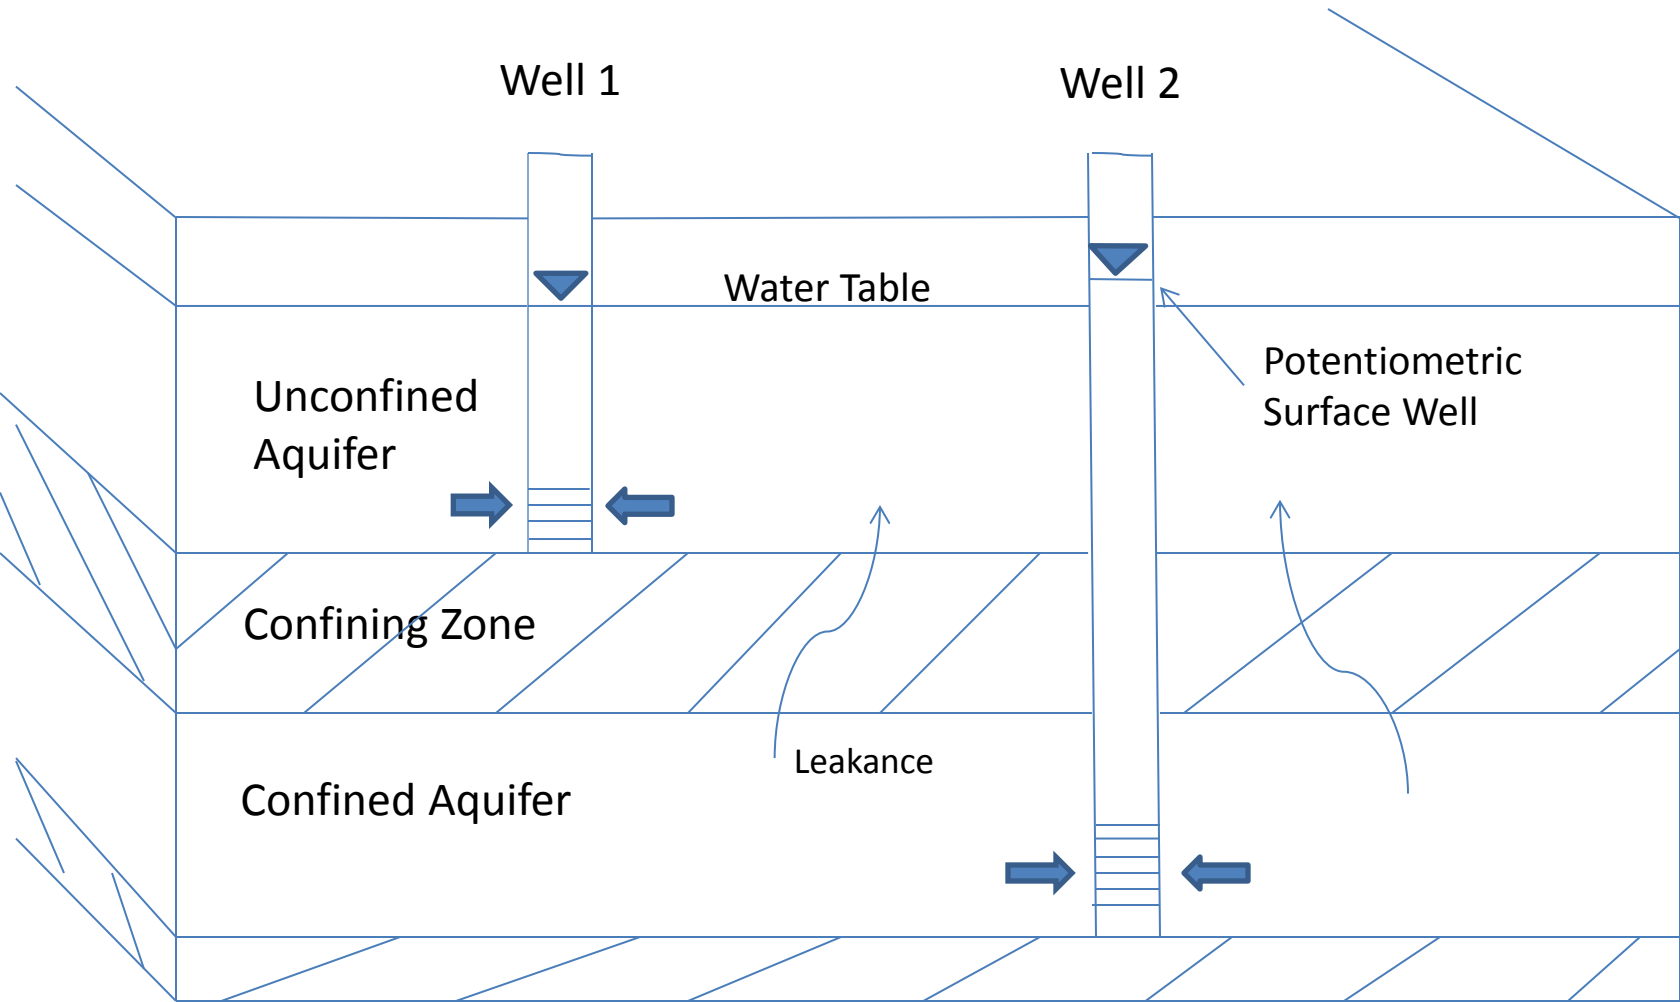 Well 1
Well 2
Water Table
Potentiometric
Surface Well
Unconfined
Aquifer
Confining Zone
Leakance
Confined Aquifer